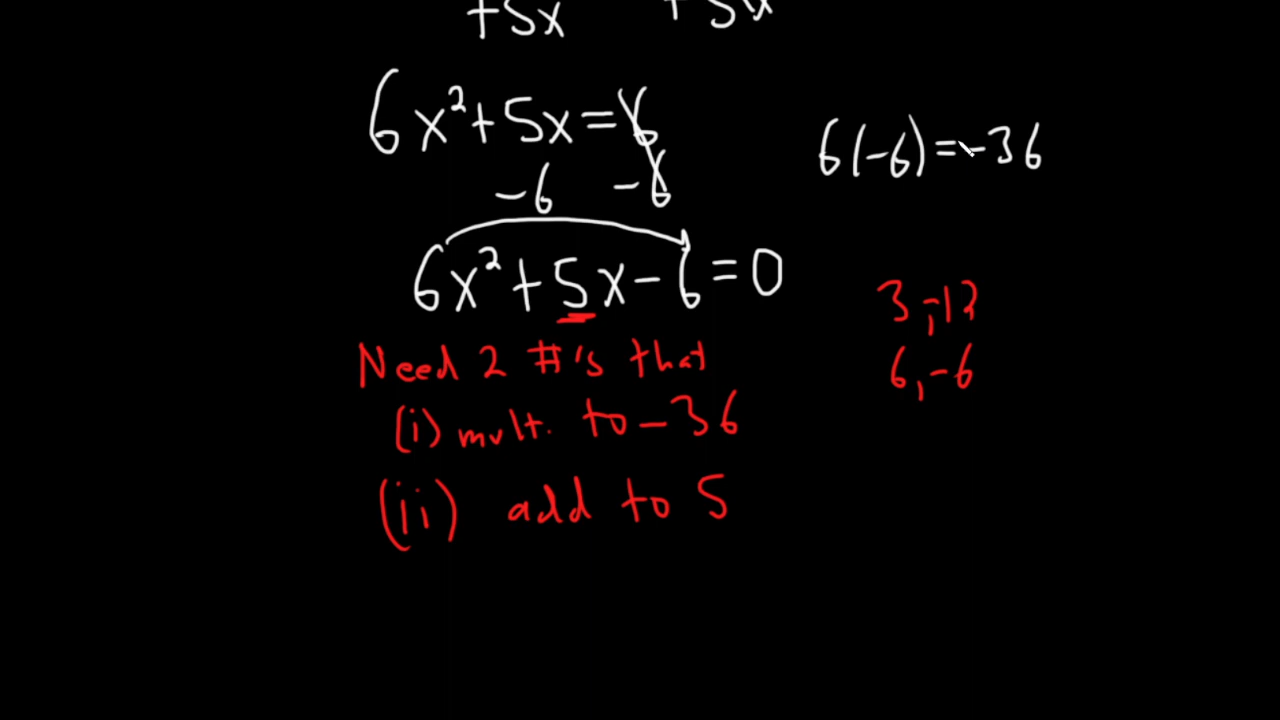 +5x +5x
6x²+5x=6
-6 -6
6(-6)=-36
6x²+5x-6=0
3,-12
6,-6
Need 2 #'s that
(i) mult. to -36
(ii) add to 5